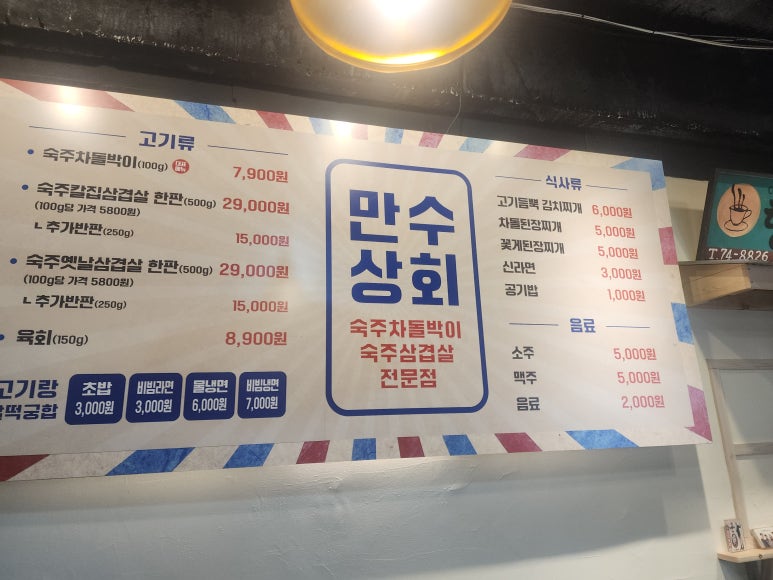 고기류
숙주차돌박이(100g) 대표메뉴 7,900원
숙주칼집삼겹살 한판(500g) 29,000원
(100g당 가격 5800원)
ㄴ추가반판(250g) 15,000원
숙주옛날삼겹살 한판(500g) 29,000원
(100g당 가격 5800원)
ㄴ추가반판(250g) 15,000원
육회(150g) 8,900원
고기랑
찰떡궁합
초밥 3,000원
비빔라면 3,000원
물냉면 6,000원
비빔냉면 7,000원
만수
상회
숙주차돌박이
숙주삼겹살
전문점
식사류
고기듬뿍 김치찌개 6,000원
차돌된장찌개 5,000원
꽃게된장찌개 5,000원
신라면 3,000원
공기밥 1,000원
음료
소주 5,000원
맥주 5,000원
음료 2,000원
T.74-8826